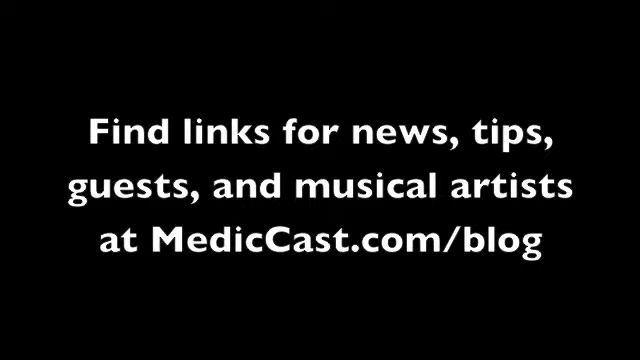 Find links for news, tips,
guests, and musical artists
at MedicCast.com/blog